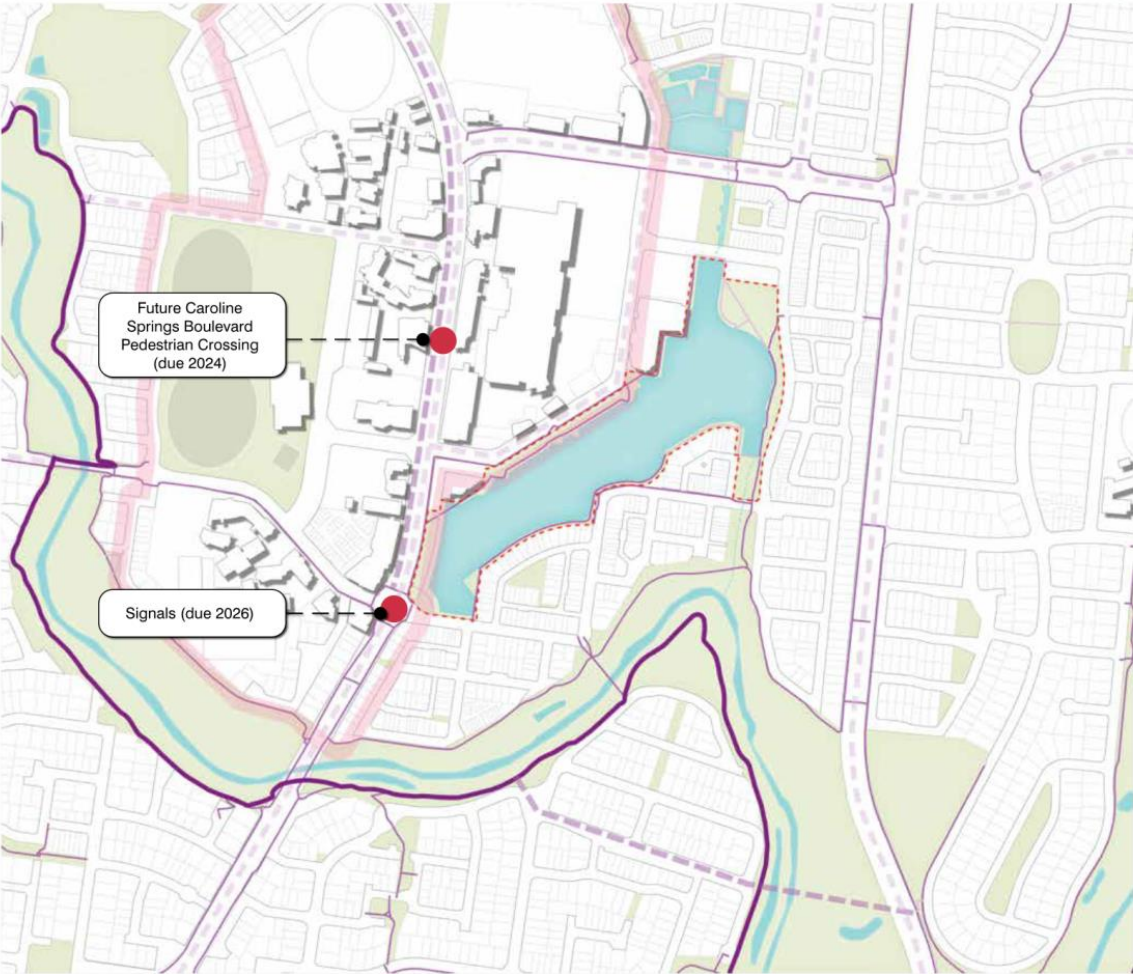 Future Caroline
Springs Boulevard
Pedestrian Crossing
(due 2024)
Signals (due 2026)